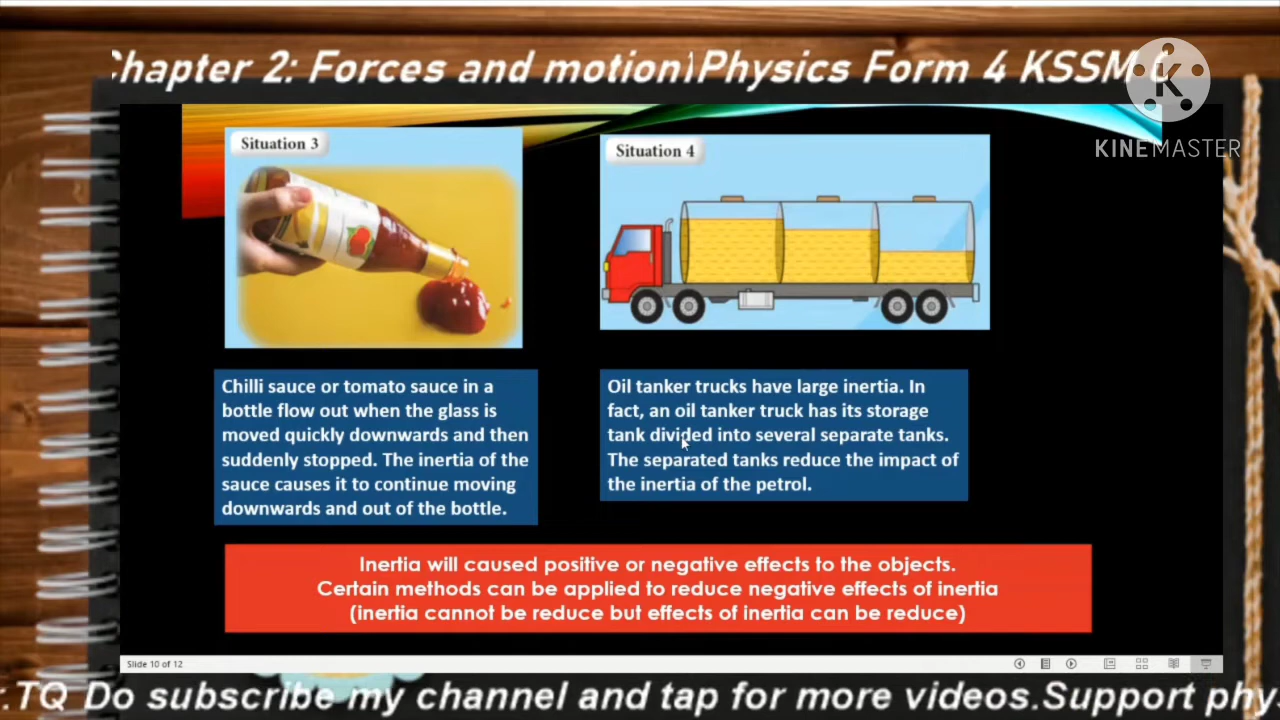 Chapter 2: Forces and motion\Physics Form 4 KSSM
K
KINEMASTER
Situation 3
Situation 4
Chilli sauce or tomato sauce in a
bottle flow out when the glass is
moved quickly downwards and then
suddenly stopped. The inertia of the
sauce causes it to continue moving
downwards and out of the bottle.
Oil tanker trucks have large inertia. In
fact, an oil tanker truck has its storage
tank divided into several separate tanks.
The separated tanks reduce the impact of
the inertia of the petrol.
Inertia will caused positive or negative effects to the objects.
Certain methods can be applied to reduce negative effects of inertia
(inertia cannot be reduce but effects of inertia can be reduce)
Slide 10 of 12
.TQ Do subscribe my channel and tap for more videos.Support phy